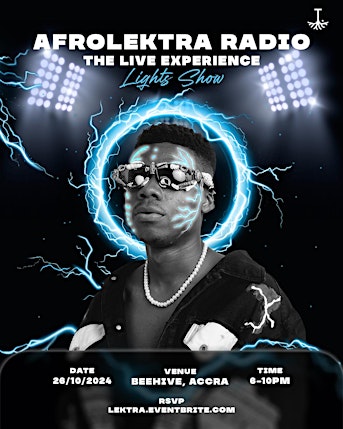 AFROLEKTRA RADIO
THE LIVE EXPERIENCE
Lights Show
DATE
26/10/2024
VENUE
BEEHIVE, ACCRA
TIME
6-10PM
RSVP
LEKTRA.EVENTBRITE.COM